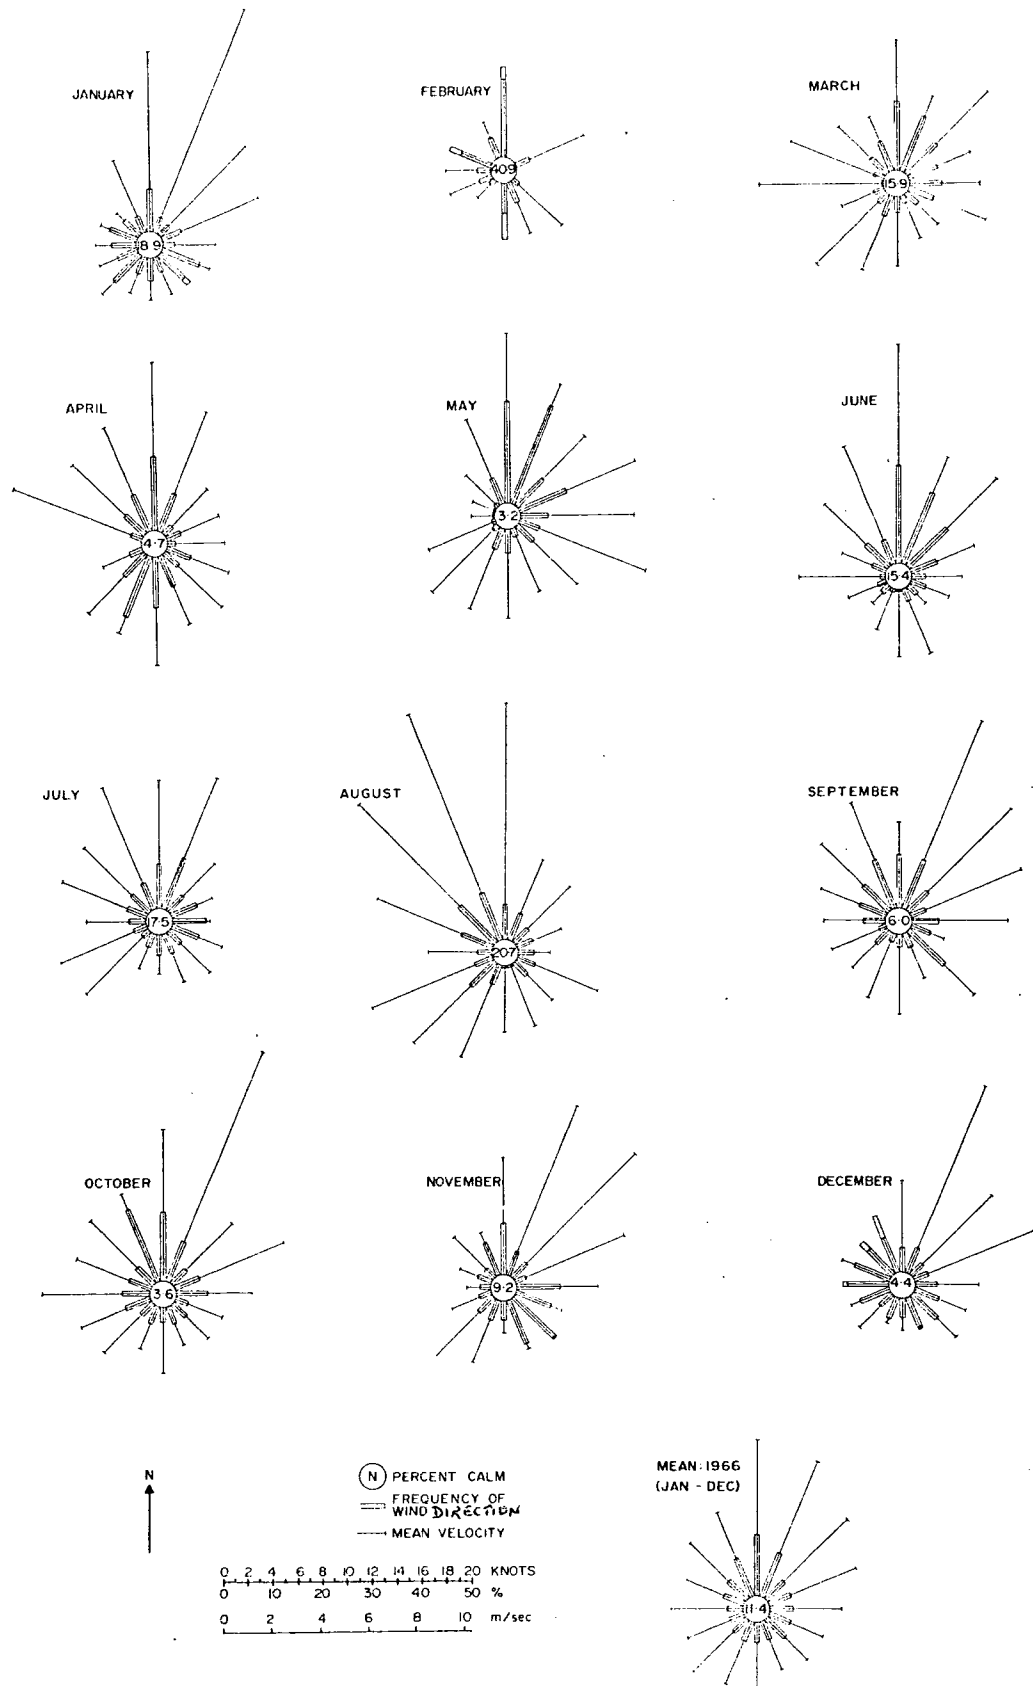 JANUARY
8·9
FEBRUARY
40·9
MARCH
15·9
APRIL
4·7
MAY
3·2
JUNE
15·4
JULY
7·5
AUGUST
20·7
SEPTEMBER
6·0
OCTOBER
3·6
NOVEMBER
9·2
DECEMBER
4·4
N
N PERCENT CALM
FREQUENCY OF
WIND DIRECTION
MEAN VELOCITY
0 2 4 6 8 10 12 14 16 18 20 KNOTS
0 10 20 30 40 50 %
0 2 4 6 8 10 m/sec
MEAN: 1966
(JAN - DEC)
11·4